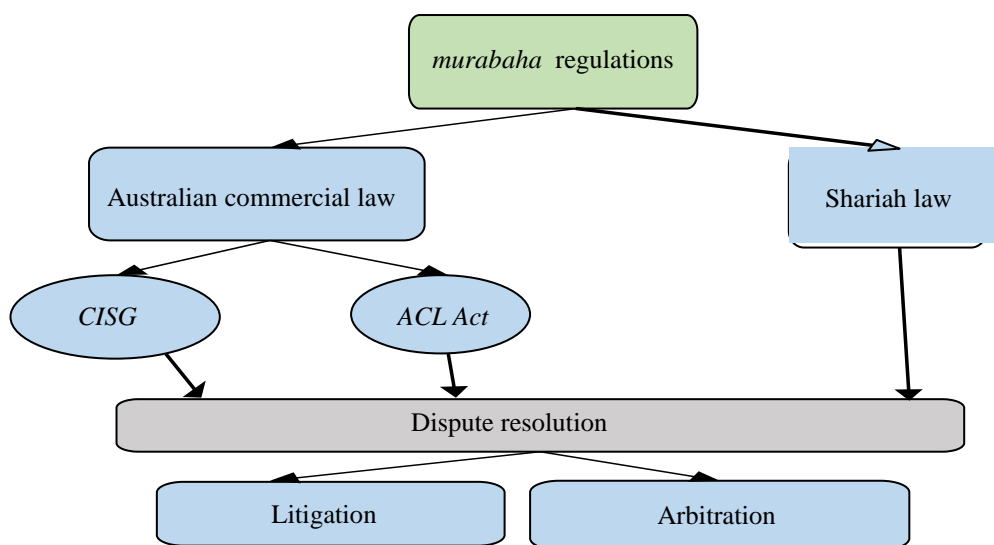 murabaha regulations
Australian commercial law
Shariah law
CISG
ACL Act
Dispute resolution
Litigation
Arbitration